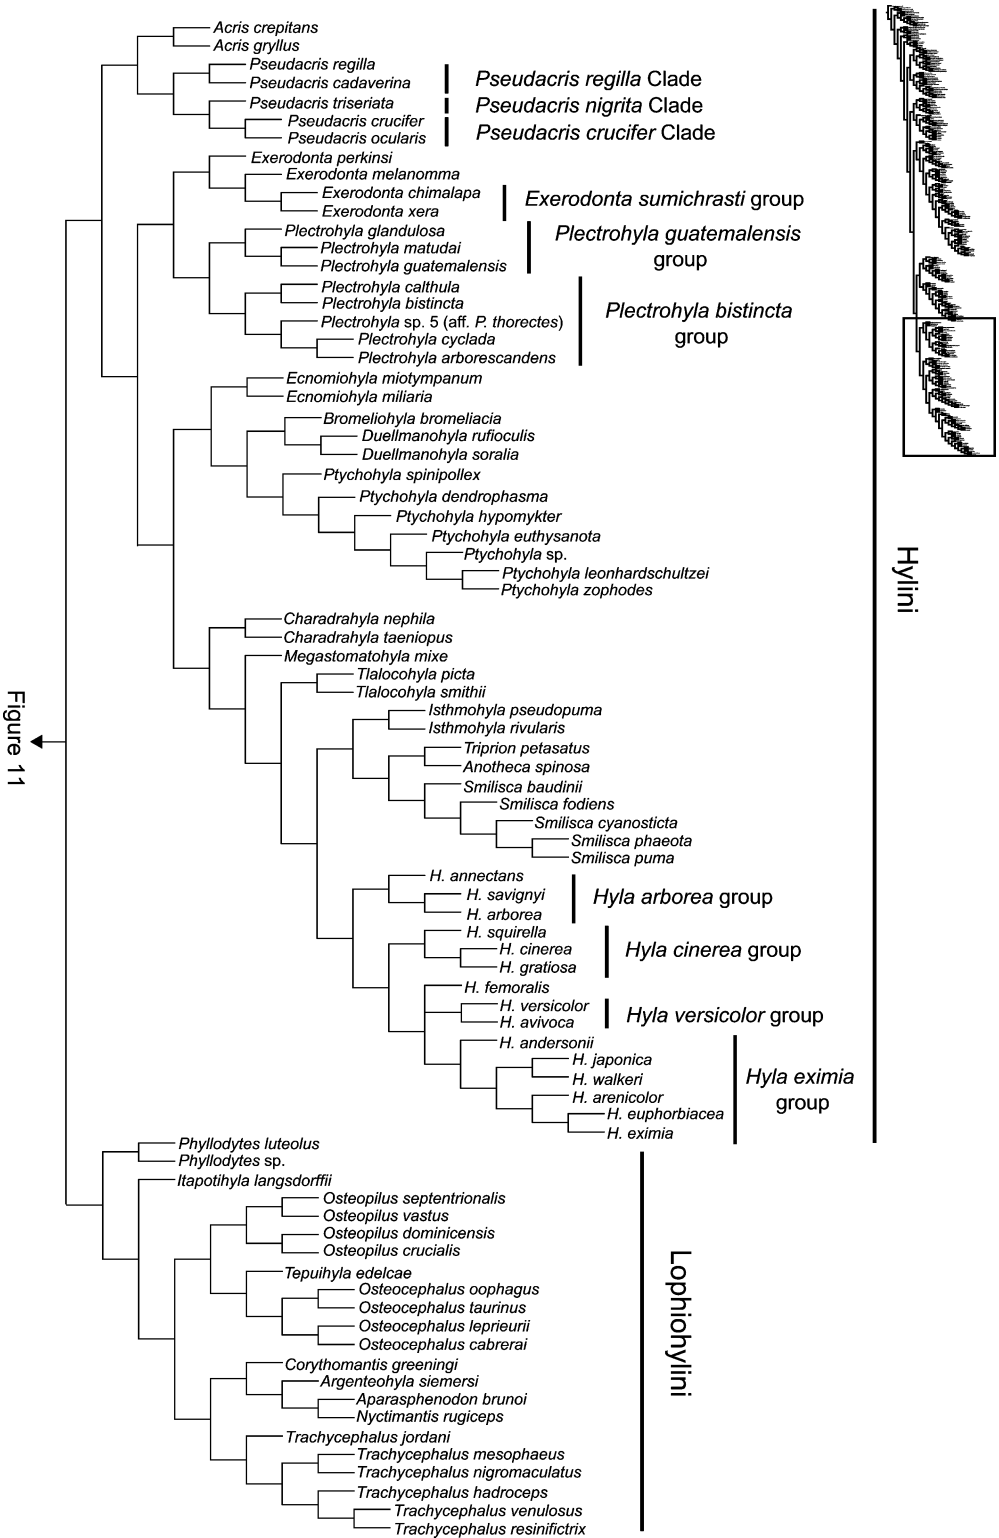 Acris crepitans
Acris gryllus
Pseudacris regilla
Pseudacris cadaverina
Pseudacris regilla Clade
Pseudacris triseriata
Pseudacris nigrita Clade
Pseudacris crucifer
Pseudacris ocularis
Pseudacris crucifer Clade
Exerodonta perkinsi
Exerodonta melanomma
Exerodonta chimalapa
Exerodonta xera
Exerodonta sumichrasti group
Plectrohyla glandulosa
Plectrohyla matudai
Plectrohyla guatemalensis
Plectrohyla guatemalensis
group
Plectrohyla calthula
Plectrohyla bistincta
Plectrohyla sp. 5 (aff. P. thorectes)
Plectrohyla cyclada
Plectrohyla arborescandens
Plectrohyla bistincta
group
Ecnomiohyla miotympanum
Ecnomiohyla miliaria
Bromeliohyla bromeliacia
Duellmanohyla rufioculis
Duellmanohyla soralia
Ptychohyla spinipollex
Ptychohyla dendrophasma
Ptychohyla hypomykter
Ptychohyla euthysanota
Ptychohyla sp.
Ptychohyla leonhardschultzei
Ptychohyla zophodes
Hylini
Charadrahyla nephila
Charadrahyla taeniopus
Megastomatohyla mixe
Tlalocohyla picta
Tlalocohyla smithii
Isthmohyla pseudopuma
Isthmohyla rivularis
Triprion petasatus
Anotheca spinosa
Smilisca baudinii
Smilisca fodiens
Smilisca cyanosticta
Smilisca phaeota
Smilisca puma
Figure 11
H. annectans
H. savignyi
H. arborea
Hyla arborea group
H. squirella
H. cinerea
H. gratiosa
Hyla cinerea group
H. femoralis
H. versicolor
H. avivoca
Hyla versicolor group
H. andersonii
H. japonica
H. walkeri
H. arenicolor
H. euphorbiacea
H. eximia
Hyla eximia
group
Phyllodytes luteolus
Phyllodytes sp.
Itapotihyla langsdorffii
Osteopilus septentrionalis
Osteopilus vastus
Osteopilus dominicensis
Osteopilus crucialis
Tepuihyla edelcae
Osteocephalus oophagus
Osteocephalus taurinus
Osteocephalus leprieurii
Osteocephalus cabrerai
Lophiohylini
Corythomantis greeningi
Argenteohyla siemersi
Aparasphenodon brunoi
Nyctimantis rugiceps
Trachycephalus jordani
Trachycephalus mesophaeus
Trachycephalus nigromaculatus
Trachycephalus hadroceps
Trachycephalus venulosus
Trachycephalus resinifictrix